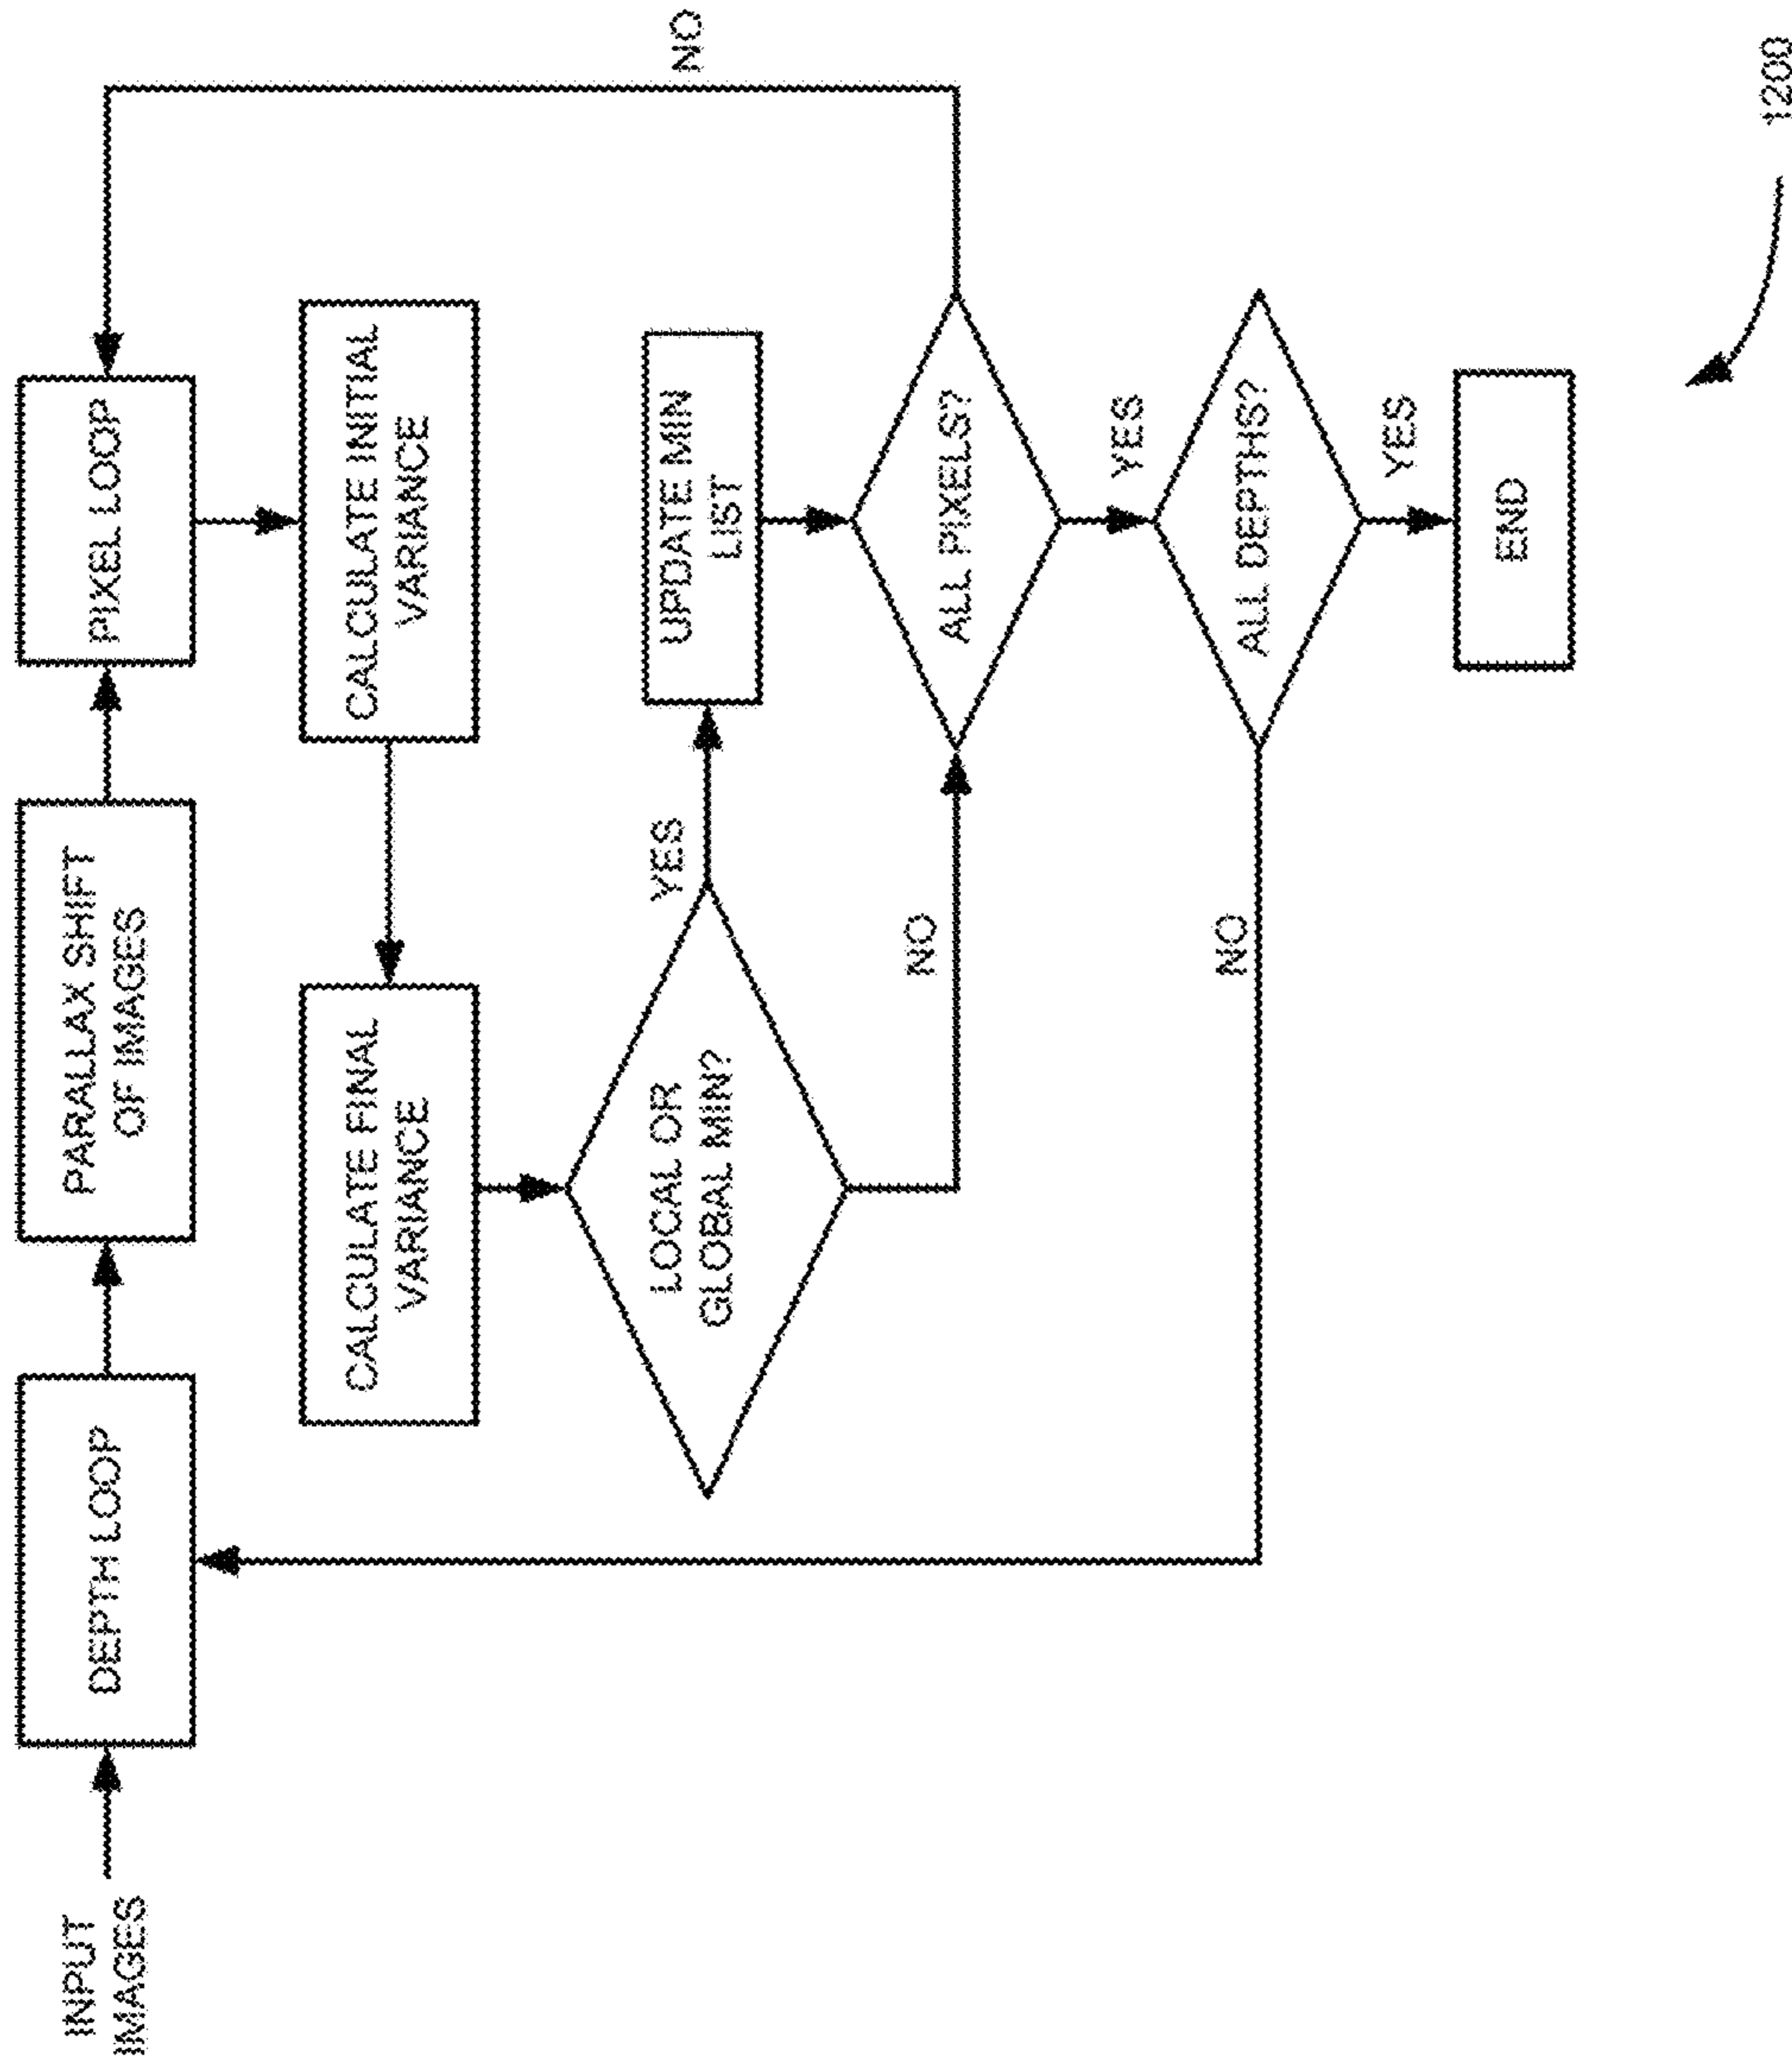 INPUT
IMAGES
DEPTH LOOP
PARALLAX SHIFT
OF IMAGES
PIXEL LOOP
CALCULATE FINAL
VARIANCE
CALCULATE INITIAL
VARIANCE
LOCAL OR
GLOBAL MIN?
YES
UPDATE MIN
LIST
NO
NO
ALL PIXELS?
YES
NO
ALL DEPTHS?
YES
END
1200